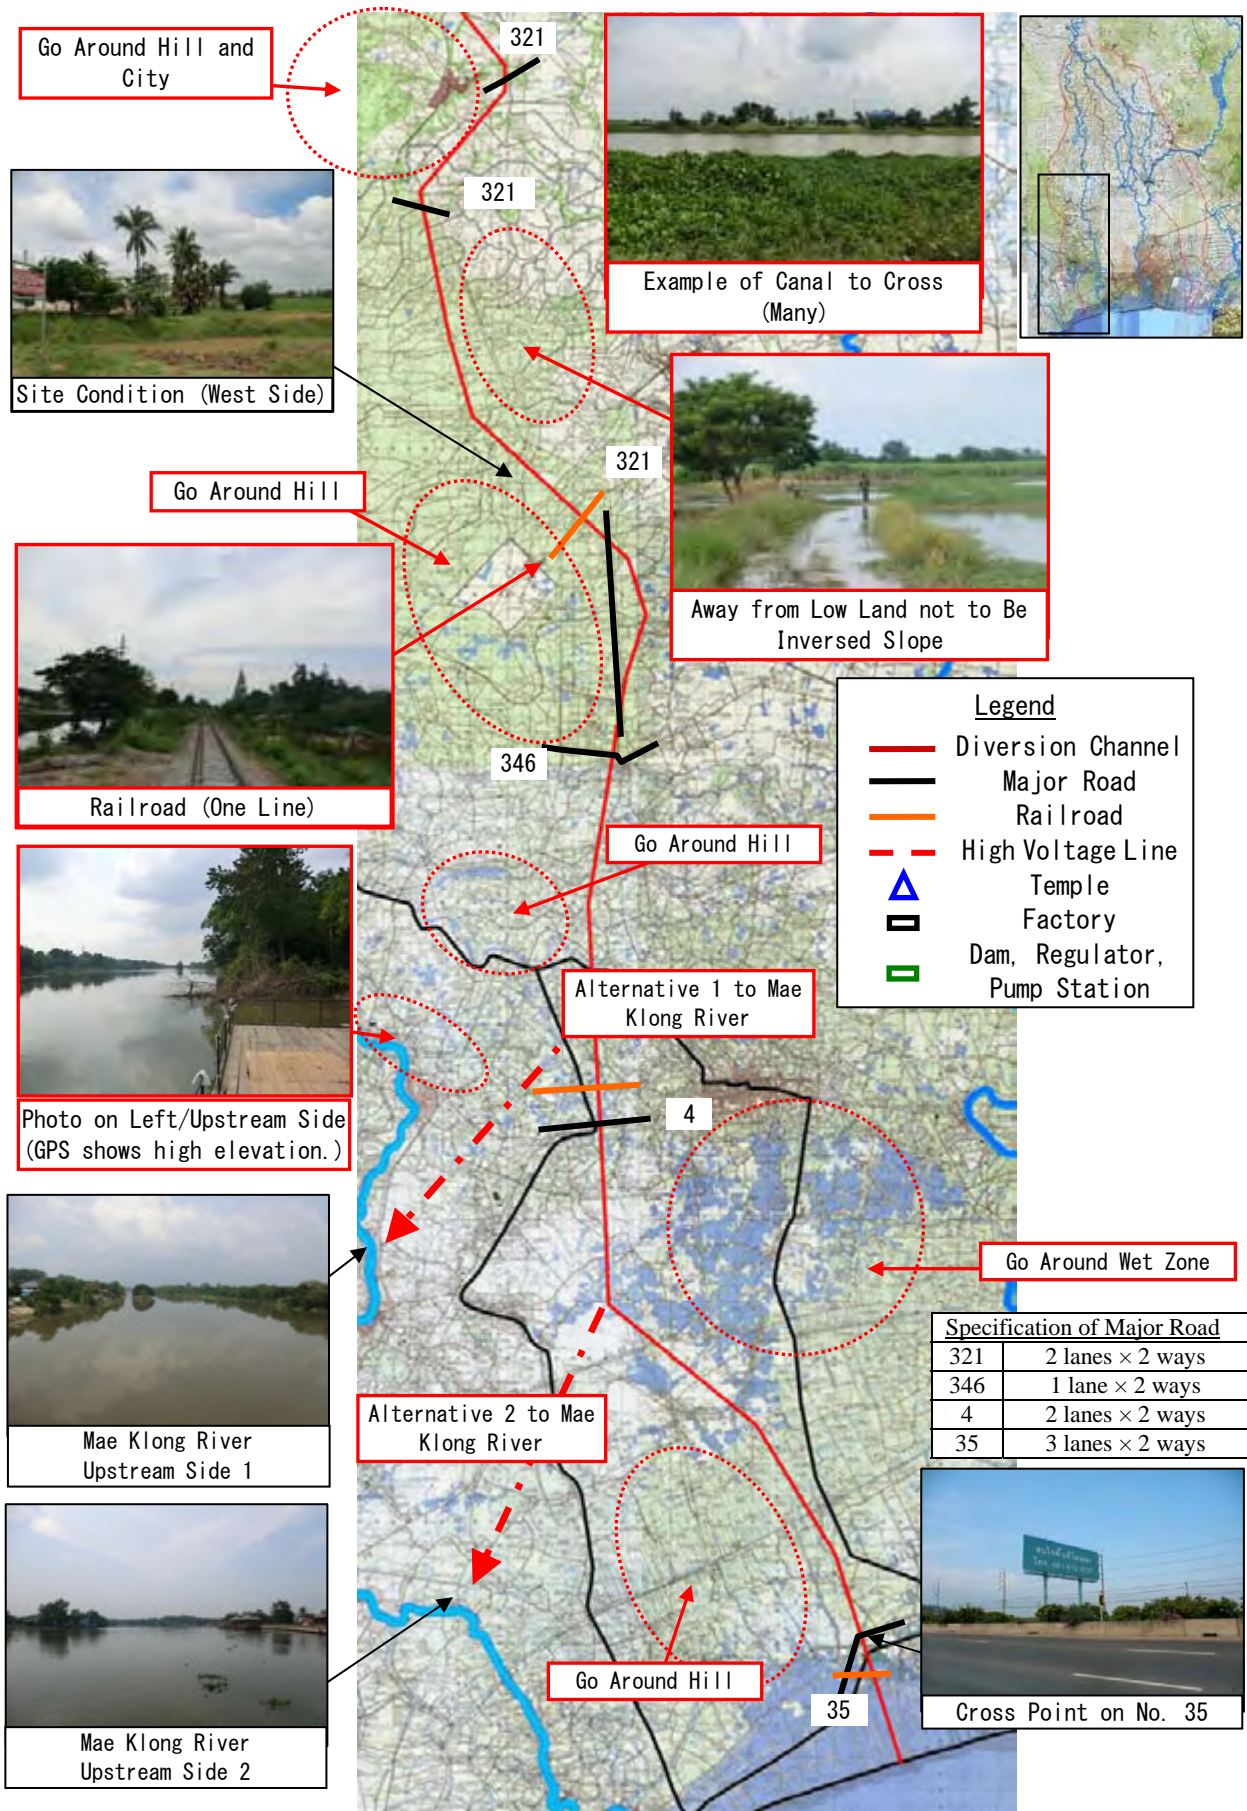 Go Around Hill and
City
321
321
Example of Canal to Cross
(Many)
Site Condition (West Side)
321
Go Around Hill
Away from Low Land not to Be
Inversed Slope
Railroad (One Line)
346
Legend
Diversion Channel
Major Road
Railroad
High Voltage Line
Temple
Factory
Dam, Regulator,
Pump Station
Go Around Hill
Alternative 1 to Mae
Klong River
Photo on Left/Upstream Side
(GPS shows high elevation.)
4
Go Around Wet Zone
Mae Klong River
Upstream Side 1
Specification of Major Road
321 2 lanes × 2 ways
346 1 lane × 2 ways
4 2 lanes × 2 ways
35 3 lanes × 2 ways
Alternative 2 to Mae
Klong River
Go Around Hill
35
Cross Point on No. 35
Mae Klong River
Upstream Side 2